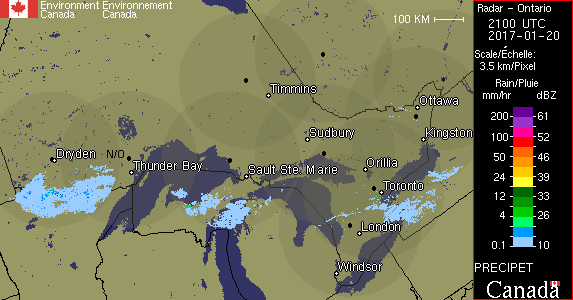 Environment Environnement
Canada Canada
100 KM
Timmins
Ottawa
Sudbury
Kingston
Dryden
N/O
Thunder Bay
Sault Ste. Marie
Orillia
Toronto
London
Windsor
Radar - Ontario
2100 UTC
2017-01-20
Scale/Échelle:
3.5 km/Pixel
Rain/Pluie
mm/hr dBZ
200 61
100 52
50 46
24 39
12 33
4 26
1 16
0.1 10
PRECIPET
Canada